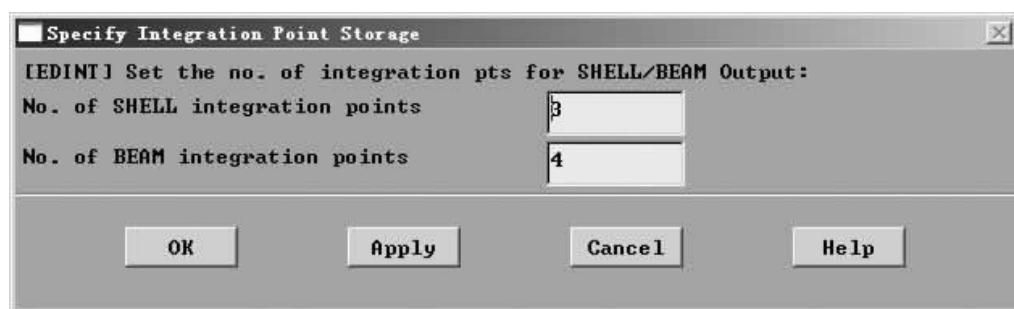 Specify Integration Point Storage
[EDINT] Set the no. of integration pts for SHELL/BEAM Output:
No. of SHELL integration points 3
No. of BEAM integration points 4
OK Apply Cancel Help